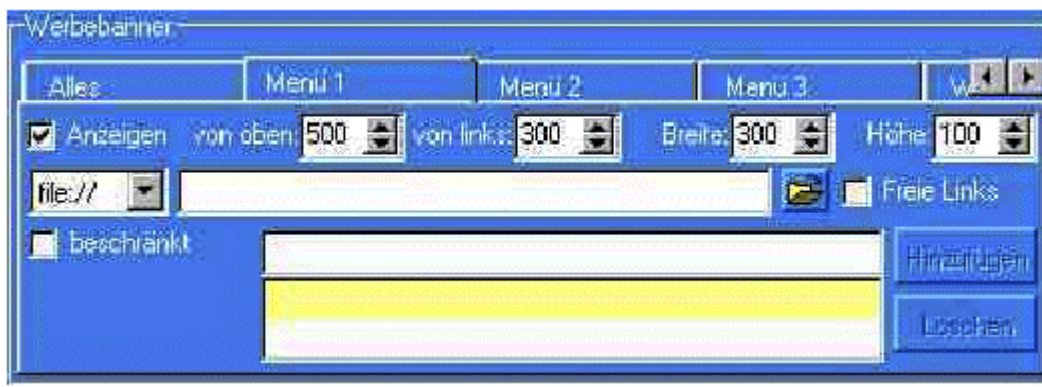 Werbebanner
Alles Menü 1 Menü 2 Menü 3 W
Anzeigen von oben: 500 von links: 300 Breite: 300 Höhe 100
file:// Freie Links
beschränkt
Hinzufügen
Löschen